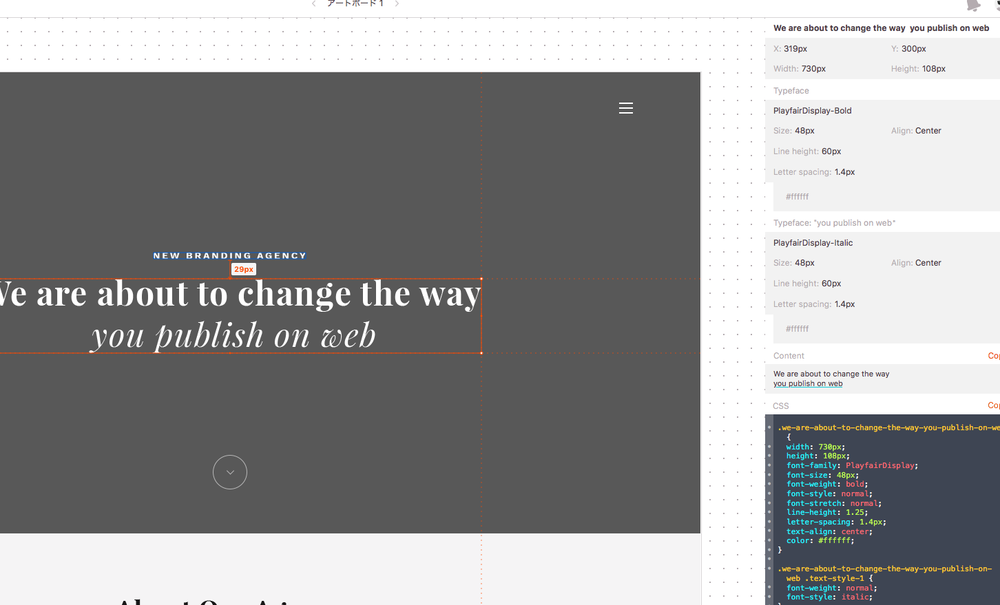 アートボード 1
NEW BRANDING AGENCY
29px
We are about to change the way
you publish on web
We are about to change the way you publish on web
X: 319px
Y: 300px
Width: 730px
Height: 108px
Typeface
PlayfairDisplay-Bold
Size: 48px
Align: Center
Line height: 60px
Letter spacing: 1.4px
#ffffff
Typeface: "you publish on web"
PlayfairDisplay-Italic
Size: 48px
Align: Center
Line height: 60px
Letter spacing: 1.4px
#ffffff
Content
We are about to change the way
you publish on web
CSS
.we-are-about-to-change-the-way-you-publish-on-we
{
width: 730px;
height: 108px;
font-family: PlayfairDisplay;
font-size: 48px;
font-weight: bold;
font-style: normal;
font-stretch: normal;
line-height: 1.25;
letter-spacing: 1.4px;
text-align: center;
color: #ffffff;
}
.we-are-about-to-change-the-way-you-publish-on-
web .text-style-1 {
font-weight: normal;
font-style: italic;